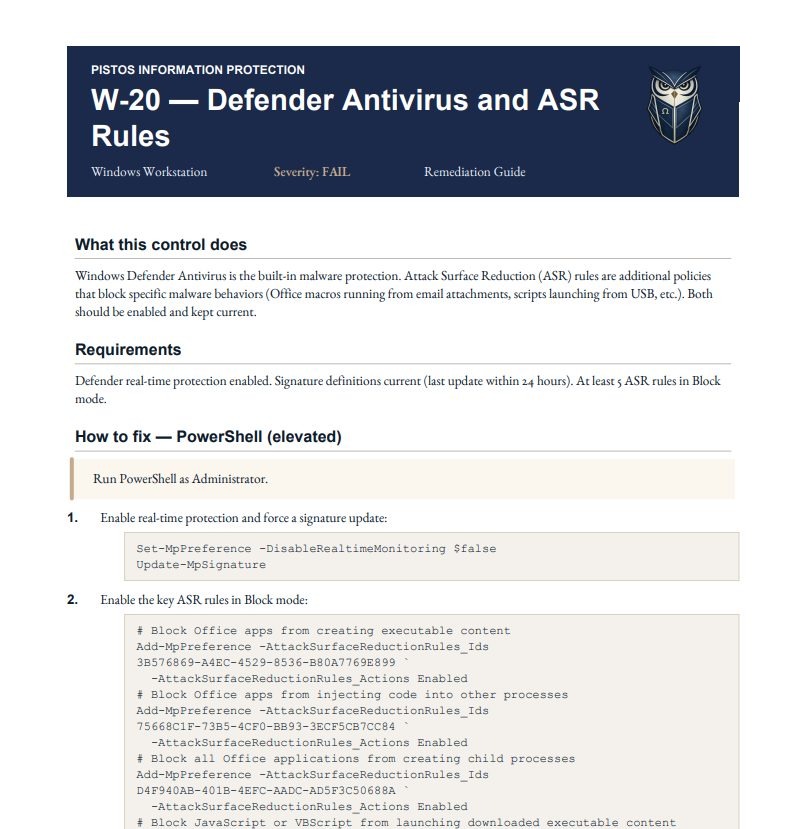 PISTOS INFORMATION PROTECTION
W-20 — Defender Antivirus and ASR
Rules
Windows Workstation Severity: FAIL Remediation Guide
Ω
What this control does
Windows Defender Antivirus is the built-in malware protection. Attack Surface Reduction (ASR) rules are additional policies
that block specific malware behaviors (Office macros running from email attachments, scripts launching from USB, etc.). Both
should be enabled and kept current.
Requirements
Defender real-time protection enabled. Signature definitions current (last update within 24 hours). At least 5 ASR rules in Block
mode.
How to fix — PowerShell (elevated)
Run PowerShell as Administrator.
1. Enable real-time protection and force a signature update:
Set-MpPreference -DisableRealtimeMonitoring $false
Update-MpSignature
2. Enable the key ASR rules in Block mode:
# Block Office apps from creating executable content
Add-MpPreference -AttackSurfaceReductionRules_Ids
3B576869-A4EC-4529-8536-B80A7769E899 `
-AttackSurfaceReductionRules_Actions Enabled
# Block Office apps from injecting code into other processes
Add-MpPreference -AttackSurfaceReductionRules_Ids
75668C1F-73B5-4CF0-BB93-3ECF5CB7CC84 `
-AttackSurfaceReductionRules_Actions Enabled
# Block all Office applications from creating child processes
Add-MpPreference -AttackSurfaceReductionRules_Ids
D4F940AB-401B-4EFC-AADC-AD5F3C50688A `
-AttackSurfaceReductionRules_Actions Enabled
# Block JavaScript or VBScript from launching downloaded executable content